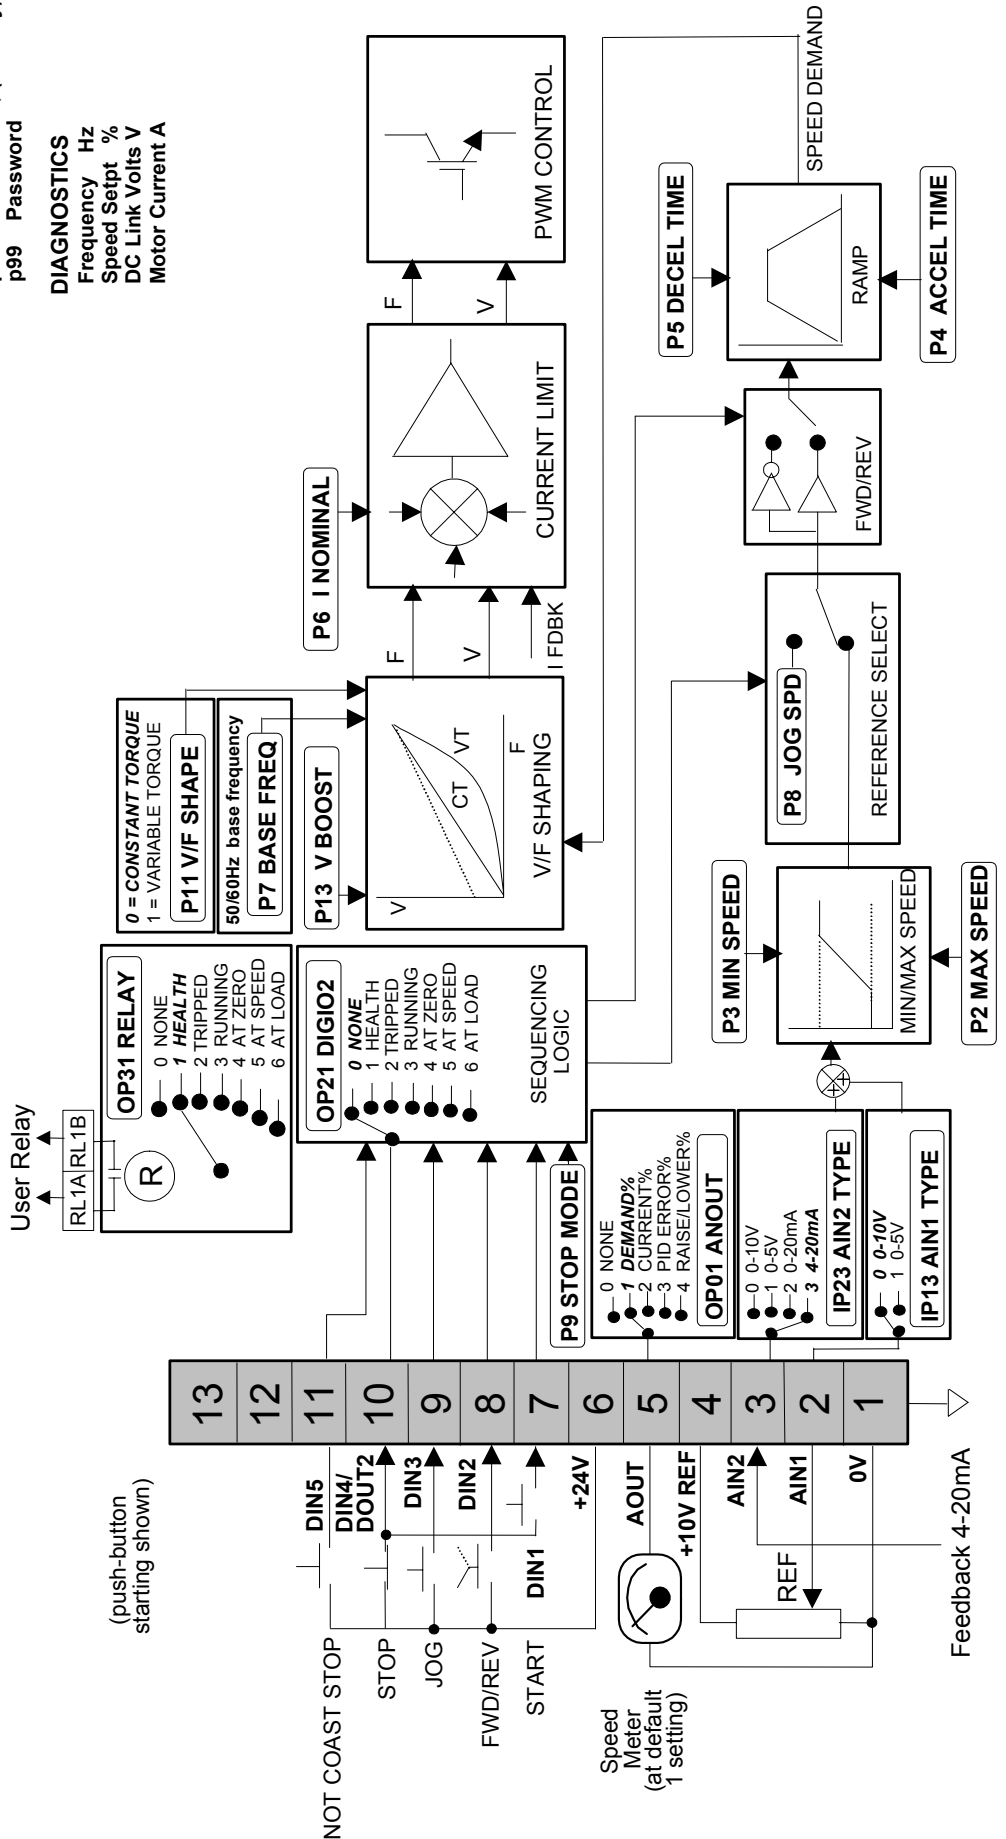 p99 Password
DIAGNOSTICS
Frequency Hz
Speed Setpt %
DC Link Volts V
Motor Current A
(push-button
starting shown)
NOT COAST STOP
STOP
JOG
FWD/REV
START
Speed
Meter
(at default
1 setting)
Feedback 4-20mA
DIN5
DIN4/
DOUT2
DIN3
DIN2
DIN1
+24V
AOUT
+10V REF
AIN2
AIN1
REF
0V
13
12
11
10
9
8
7
6
5
4
3
2
1
User Relay
RL1A
RL1B
R
OP31 RELAY
0 NONE
1 HEALTH
2 TRIPPED
3 RUNNING
4 AT ZERO
5 AT SPEED
6 AT LOAD
OP21 DIGIO2
0 NONE
1 HEALTH
2 TRIPPED
3 RUNNING
4 AT ZERO
5 AT SPEED
6 AT LOAD
SEQUENCING
LOGIC
P9 STOP MODE
0 NONE
1 DEMAND%
2 CURRENT%
3 PID ERROR%
4 RAISE/LOWER%
OP01 ANOUT
0 0-10V
1 0-5V
2 0-20mA
3 4-20mA
IP23 AIN2 TYPE
0 0-10V
1 0-5V
IP13 AIN1 TYPE
0 = CONSTANT TORQUE
1 = VARIABLE TORQUE
P11 V/F SHAPE
50/60Hz base frequency
P7 BASE FREQ
P13 V BOOST
V
CT
VT
F
V/F SHAPING
F
V
I FDBK
P6 I NOMINAL
CURRENT LIMIT
F
V
PWM CONTROL
P3 MIN SPEED
+
+
MIN/MAX SPEED
P2 MAX SPEED
P8 JOG SPD
REFERENCE SELECT
FWD/REV
P5 DECEL TIME
RAMP
P4 ACCEL TIME
SPEED DEMAND